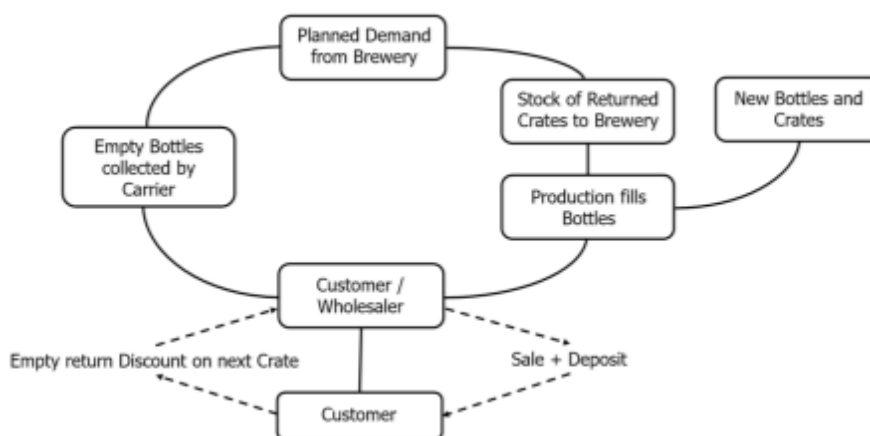 Planned Demand
from Brewery
Stock of Returned
Crates to Brewery
New Bottles and
Crates
Empty Bottles
collected by
Carrier
Production fills
Bottles
Customer /
Wholesaler
Empty return Discount on next Crate
Sale + Deposit
Customer